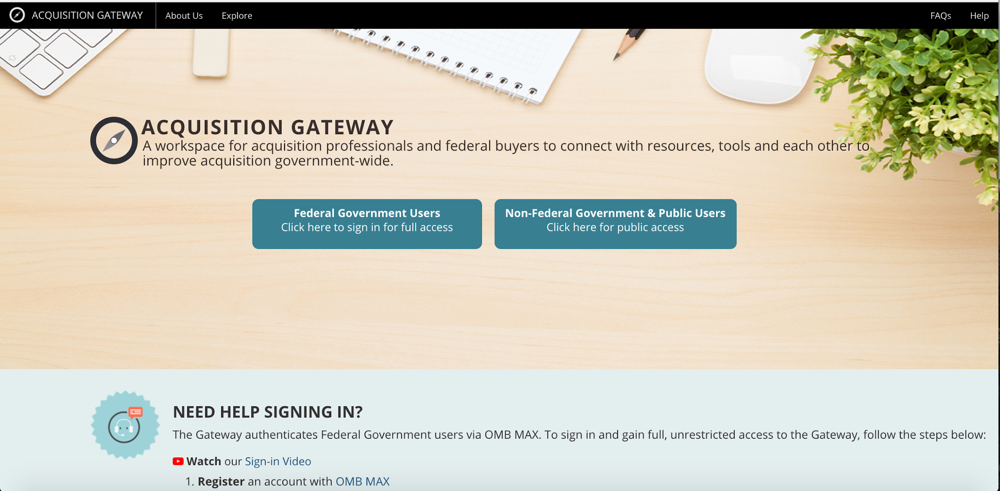 ACQUISITION GATEWAY
About Us
Explore
FAQs
Help
ACQUISITION GATEWAY
A workspace for acquisition professionals and federal buyers to connect with resources, tools and each other to
improve acquisition government-wide.
Federal Government Users
Click here to sign in for full access
Non-Federal Government & Public Users
Click here for public access
NEED HELP SIGNING IN?
The Gateway authenticates Federal Government users via OMB MAX. To sign in and gain full, unrestricted access to the Gateway, follow the steps below:
Watch our Sign-in Video
1. Register an account with OMB MAX